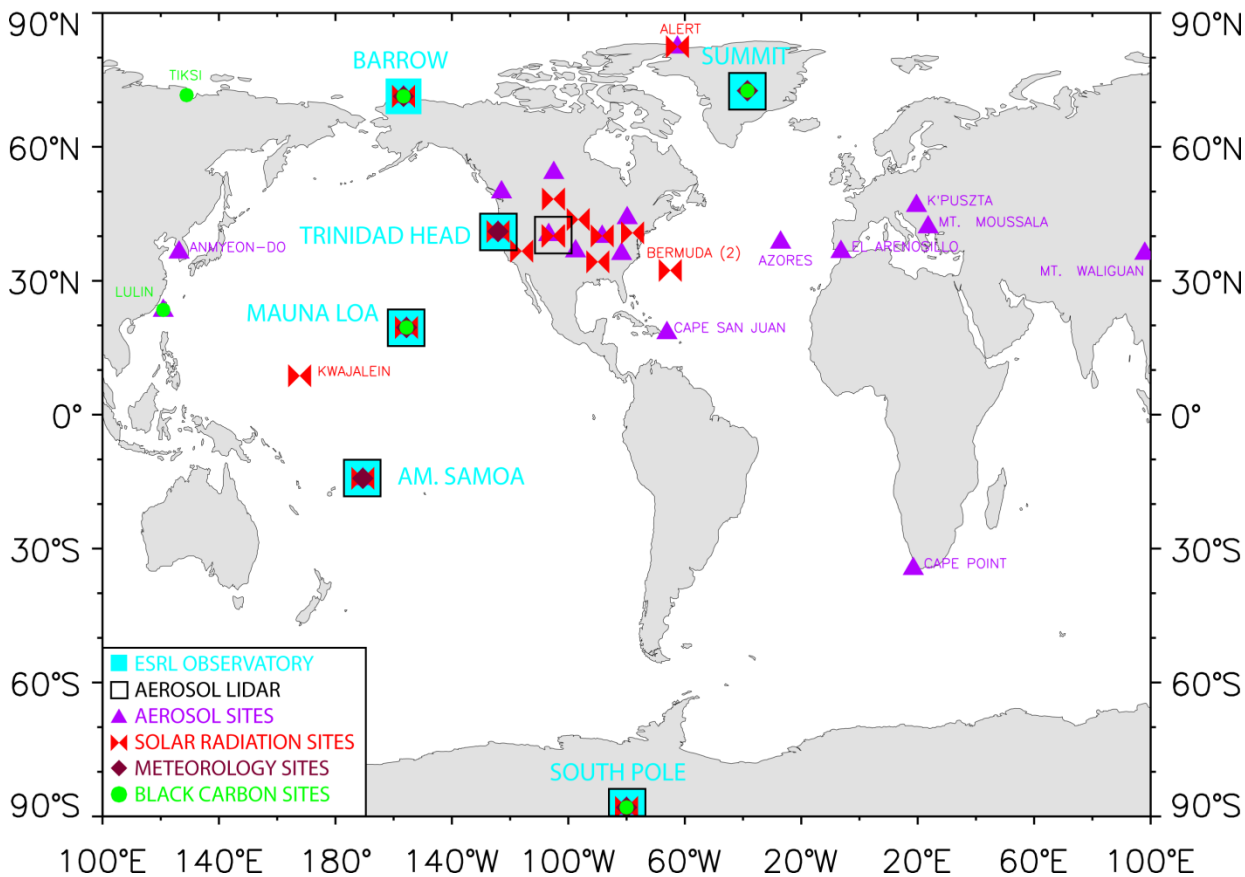 90°N
90°N
ALERT
BARROW
SUMMIT
TIKSI
60°N
60°N
K'PUSZTA
MT. MOUSSALA
TRINIDAD HEAD
ANMYEON-DO
BERMUDA (2)
EL ARENOSILLO
AZORES
MT. WALIGUAN
30°N
30°N
LULIN
MAUNA LOA
CAPE SAN JUAN
KWAJALEIN
0°
0°
AM. SAMOA
30°S
30°S
CAPE POINT
ESRL OBSERVATORY
60°S
60°S
AEROSOL LIDAR
AEROSOL SITES
SOLAR RADIATION SITES
METEOROLOGY SITES
SOUTH POLE
BLACK CARBON SITES
90°S
90°S
100°E 140°E 180° 140°W 100°W 60°W 20°W 20°E 60°E 100°E